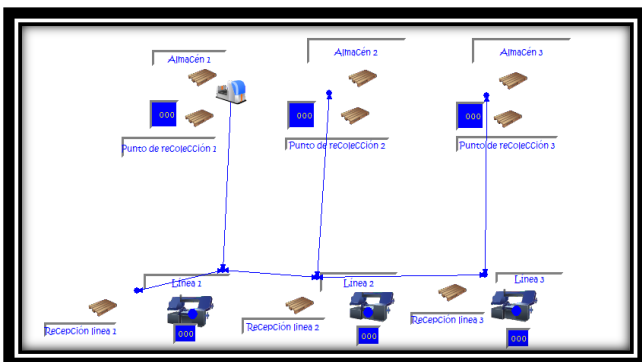 Almacén 1
Almacén 2
Almacén 3
000
000
000
Punto de recolección 1
Punto de recolección 2
Punto de recolección 3
Línea 1
Línea 2
Línea 3
Recepción línea 1
Recepción línea 2
Recepción línea 3
000
000
000